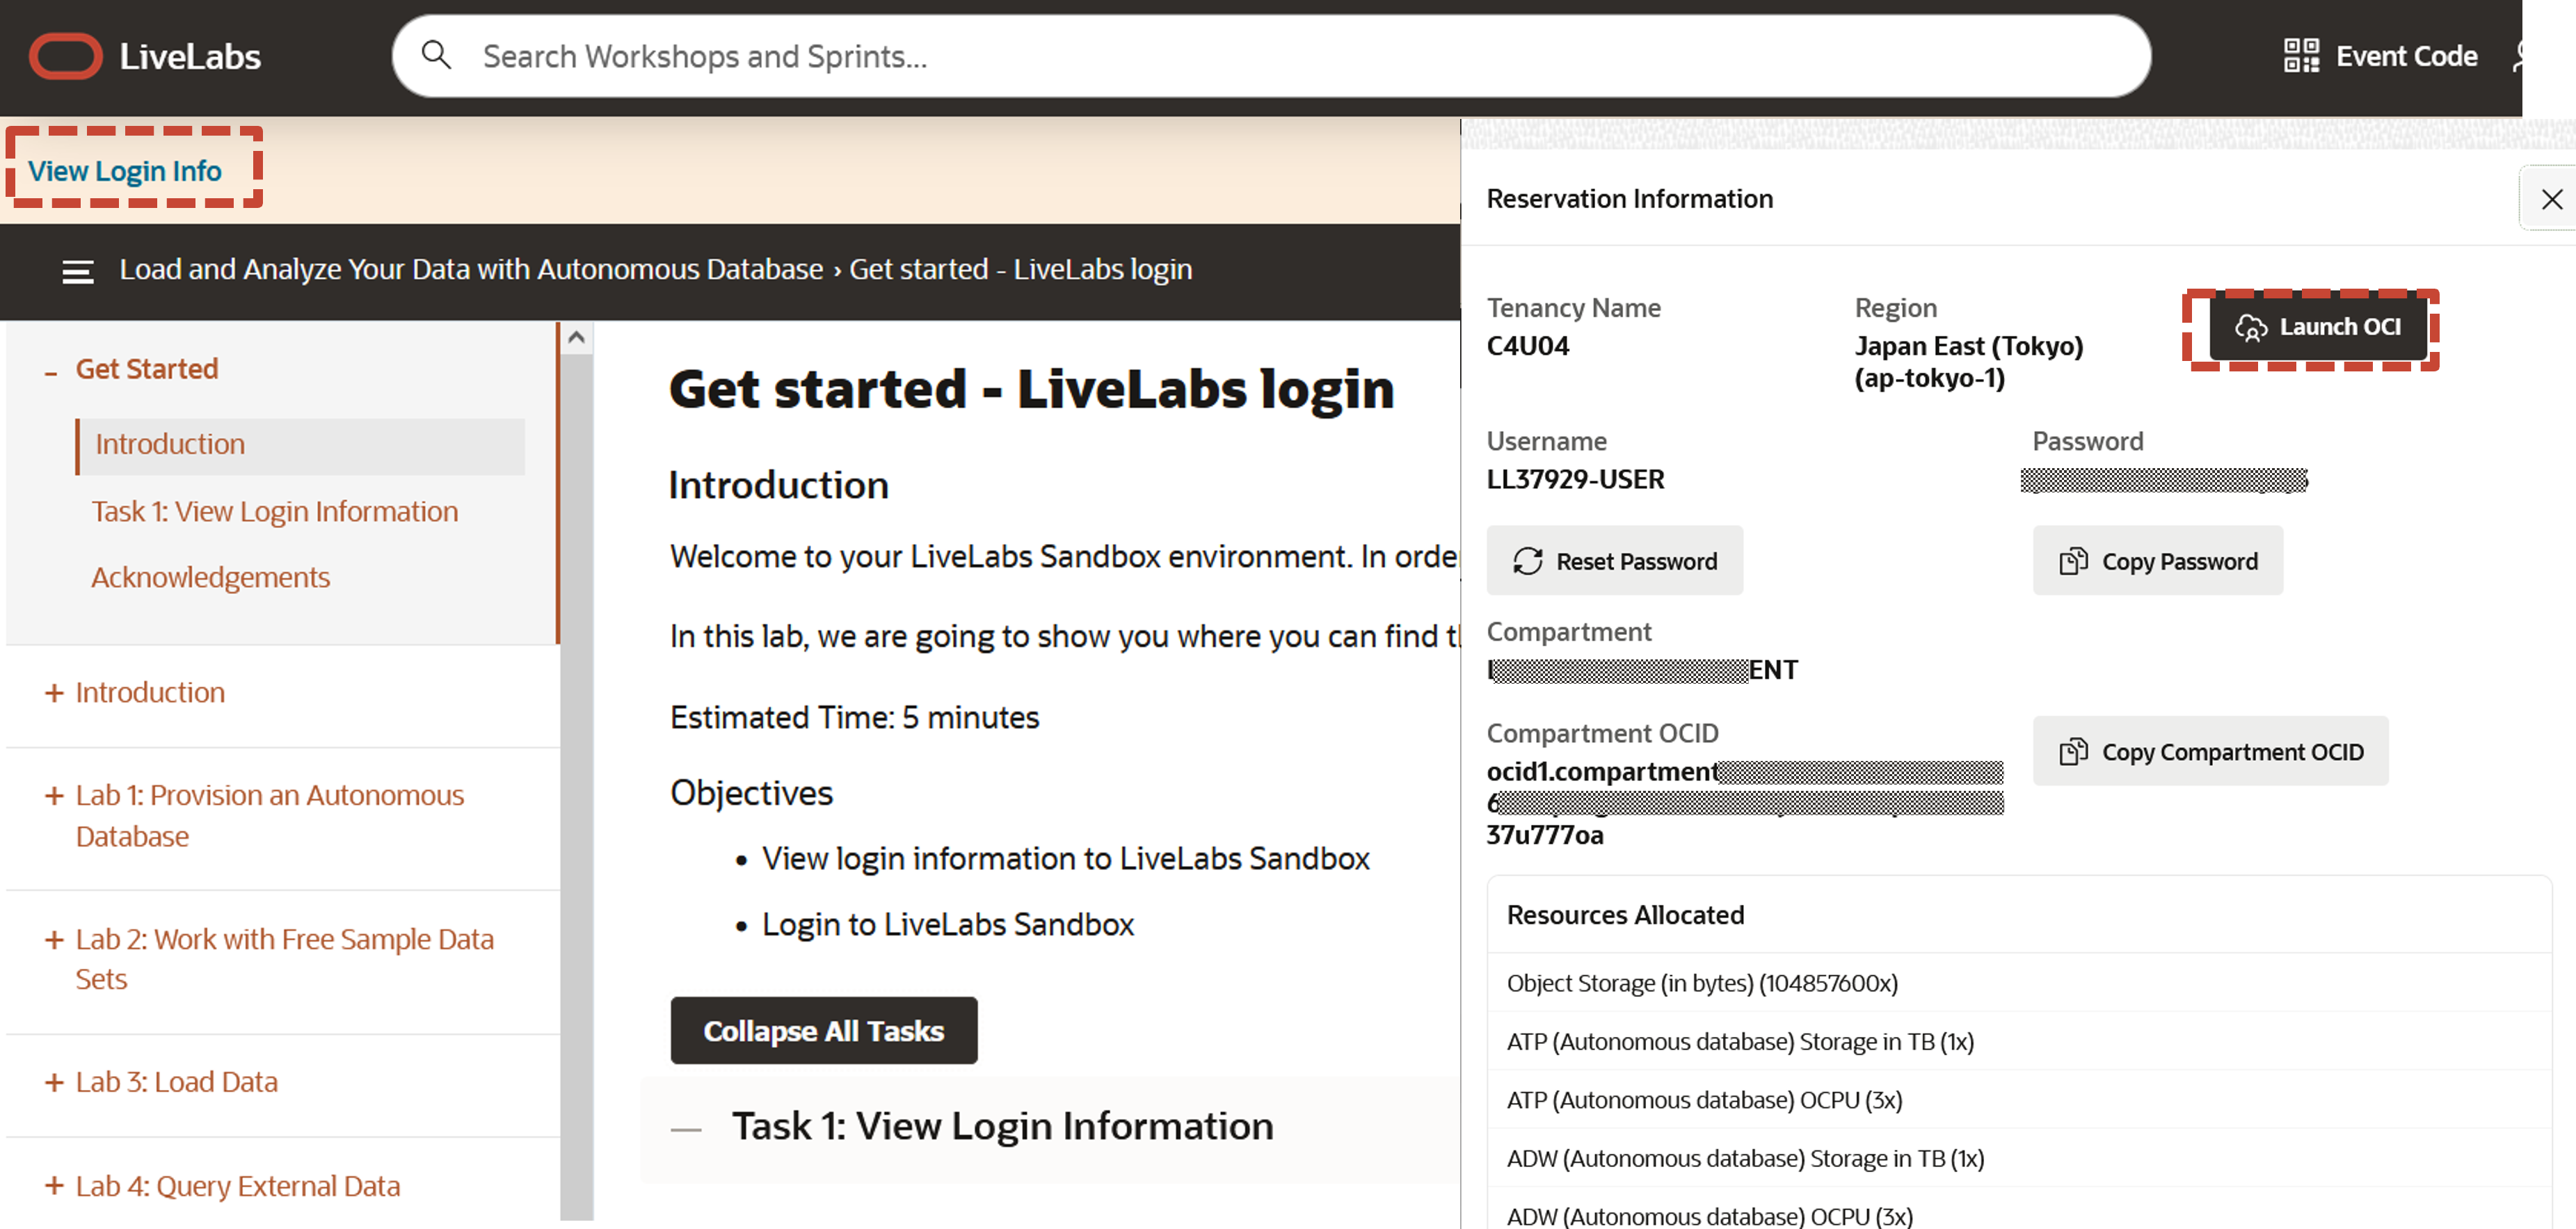 LiveLabs
Search Workshops and Sprints...
Event Code
View Login Info
Load and Analyze Your Data with Autonomous Database › Get started - LiveLabs login
– Get Started
Introduction
Task 1: View Login Information
Acknowledgements
+ Introduction
+ Lab 1: Provision an Autonomous
Database
+ Lab 2: Work with Free Sample Data
Sets
+ Lab 3: Load Data
+ Lab 4: Query External Data
Get started - LiveLabs login
Introduction
Welcome to your LiveLabs Sandbox environment. In
In this lab, we are going to show you where you can find
Estimated Time: 5 minutes
Objectives
• View login information to LiveLabs Sandbox
• Login to LiveLabs Sandbox
Collapse All Tasks
— Task 1: View Login Information
Reservation Information
Tenancy Name
C4U04
Region
Japan East (Tokyo)
(ap-tokyo-1)
Launch OCI
Username
LL37929-USER
Password
Reset Password
Copy Password
Compartment
ENT
Compartment OCID
ocid1.compartment
6
37u777oa
Copy Compartment OCID
Resources Allocated
Object Storage (in bytes) (104857600x)
ATP (Autonomous database) Storage in TB (1x)
ATP (Autonomous database) OCPU (3x)
ADW (Autonomous database) Storage in TB (1x)
ADW (Autonomous database) OCPU (3x)